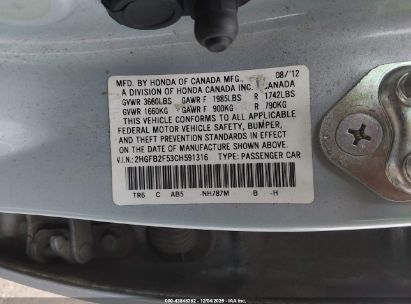 MFD. BY HONDA OF CANADA MFG., 08/12
A DIVISION OF HONDA CANADA INC. CANADA
GVWR 3660LBS GAWR F 1985LBS R 1742LBS
GVWR 1660KG GAWR F 900KG R 790KG
THIS VEHICLE CONFORMS TO ALL APPLICABLE
FEDERAL MOTOR VEHICLE SAFETY, BUMPER,
AND THEFT PREVENTION STANDARDS IN EFFECT
ON THE DATE OF MANUFACTURE SHOWN ABOVE.
V.I.N.: 2HGFB2F53CH591316 TYPE: PASSENGER CAR
TR6 C AB5 -NH787M -B -H